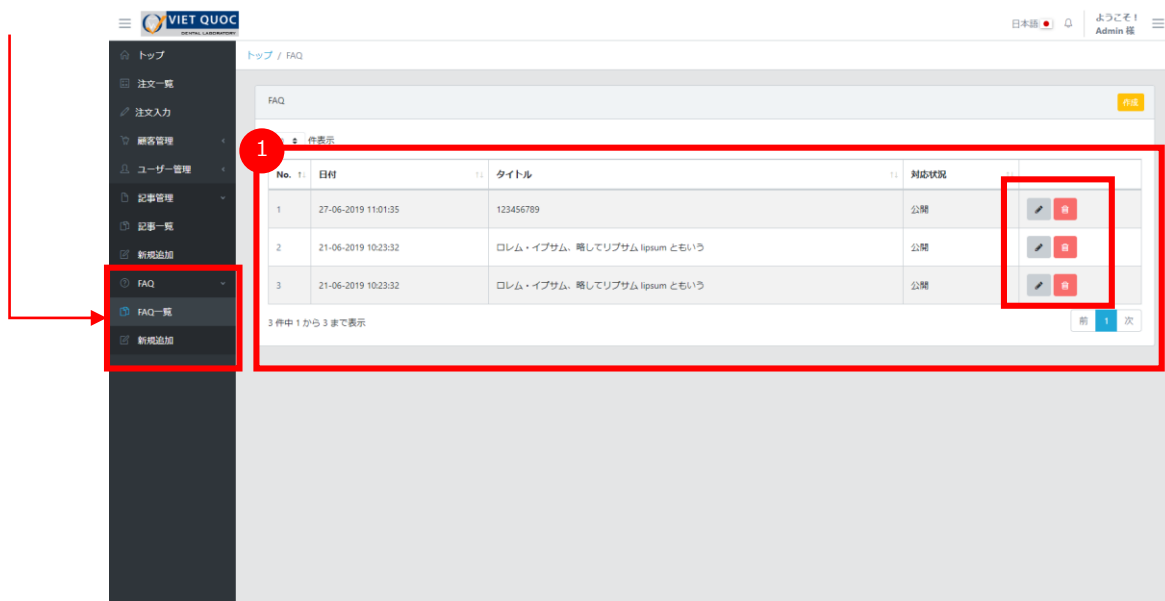 VIET QUOC
DENTAL LABORATORY
日本語
ようこそ！
Admin 様
トップ
注文一覧
注文入力
顧客管理
ユーザー管理
記事管理
記事一覧
新規追加
FAQ
FAQ一覧
新規追加
トップ / FAQ
FAQ
作成
件表示
1
No. 日付 タイトル 対応状況
1 27-06-2019 11:01:35 123456789 公開
2 21-06-2019 10:23:32 ロレム・イプサム、略してリプサム lipsum ともいう 公開
3 21-06-2019 10:23:32 ロレム・イプサム、略してリプサム lipsum ともいう 公開
3 件中 1 から 3 まで表示
前 1 次